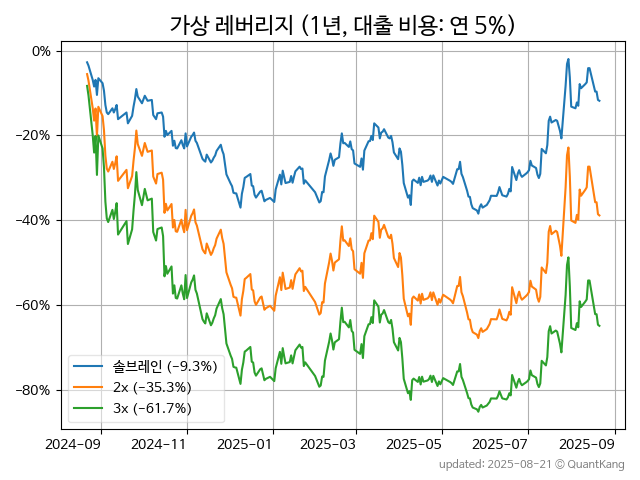 가상 레버리지 (1년, 대출 비용: 연 5%)
0%
−20%
−40%
−60%
−80%
솔브레인 (−9.3%)
2x (−35.3%)
3x (−61.7%)
2024-09 2024-11 2025-01 2025-03 2025-05 2025-07 2025-09
updated: 2025-08-21 © QuantKang